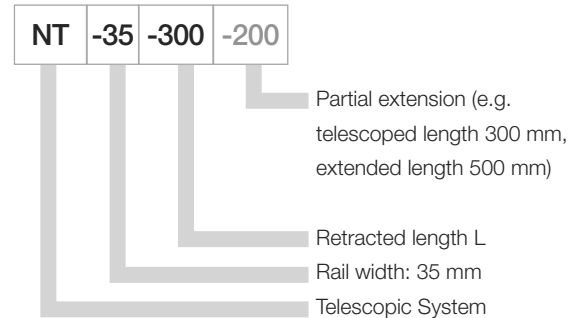 NT -35 -300 -200
Partial extension (e.g.
telescoped length 300 mm,
extended length 500 mm)
Retracted length L
Rail width: 35 mm
Telescopic System